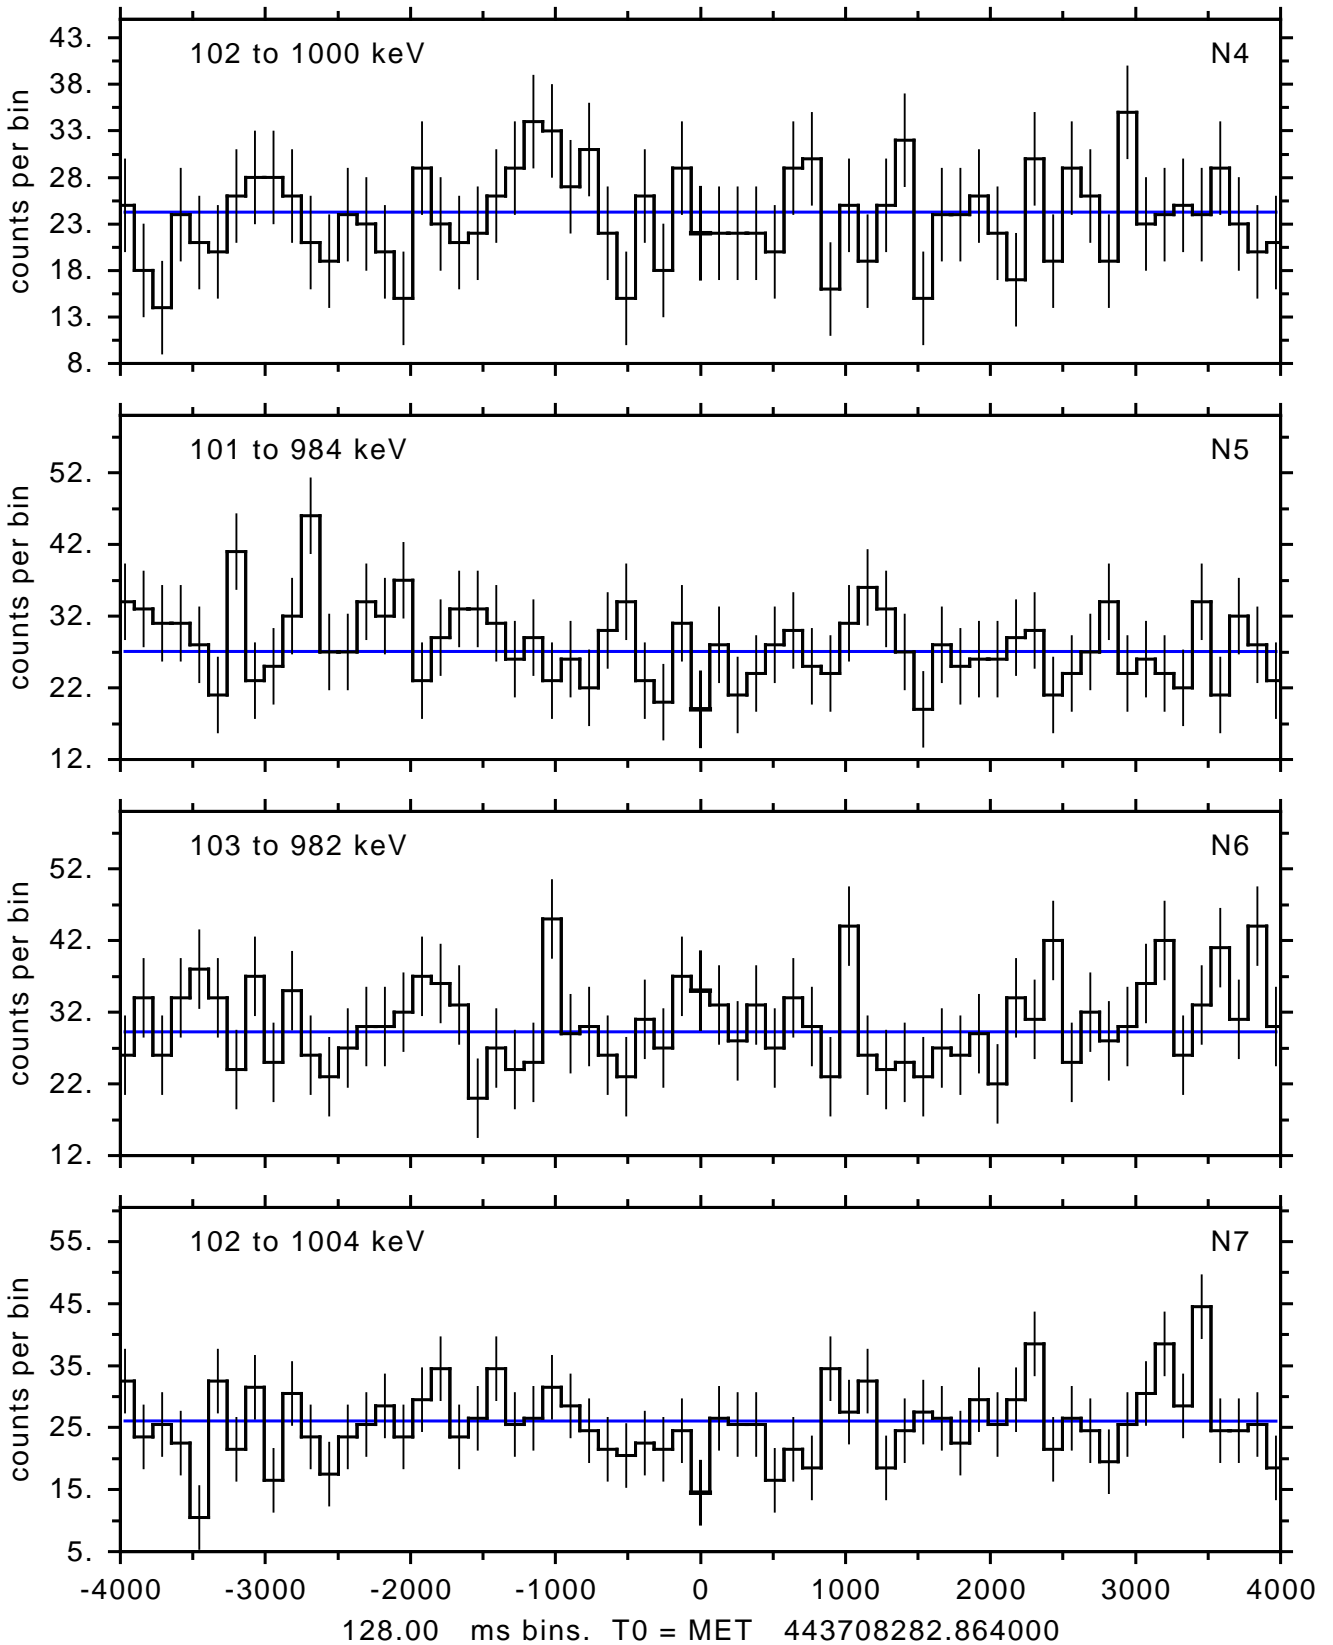 102 to 1000 keV N4
counts per bin
43.
38.
33.
28.
23.
18.
13.
8.
101 to 984 keV N5
counts per bin
52.
42.
32.
22.
12.
103 to 982 keV N6
counts per bin
52.
42.
32.
22.
12.
102 to 1004 keV N7
counts per bin
55.
45.
35.
25.
15.
5.
-4000 -3000 -2000 -1000 0 1000 2000 3000 4000
128.00 ms bins. T0 = MET 443708282.864000